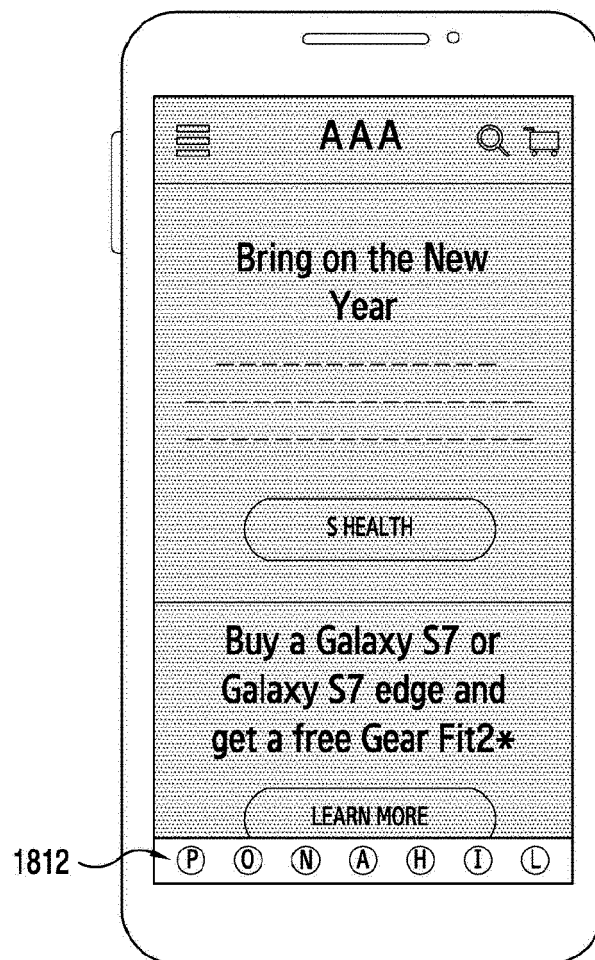 AAA
Bring on the New
Year
S HEALTH
Buy a Galaxy S7 or
Galaxy S7 edge and
get a free Gear Fit2*
LEARN MORE
1812
P O N A H I L